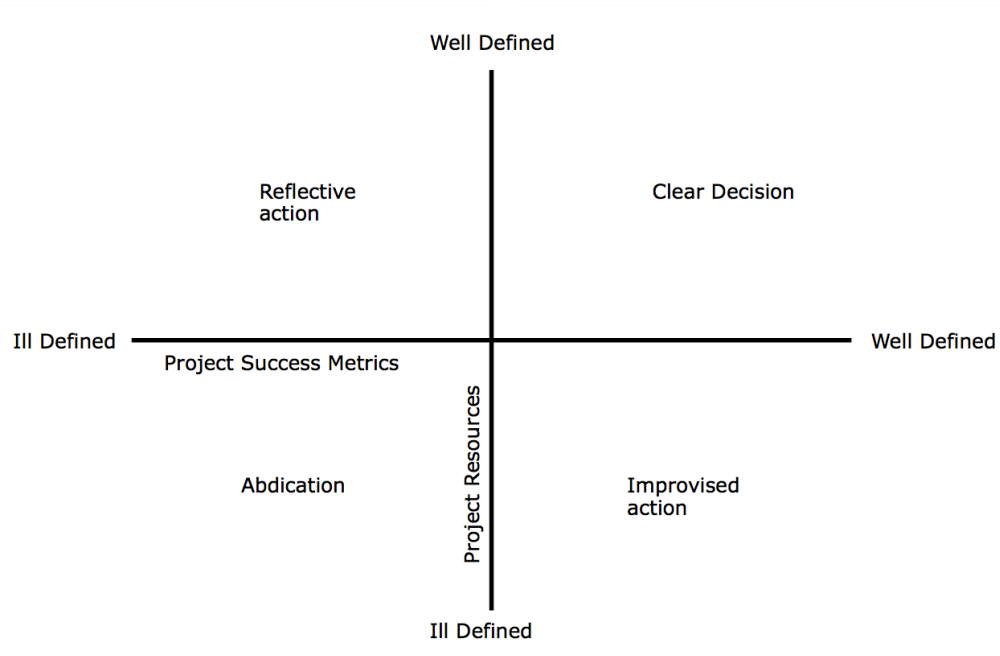 Well Defined
Reflective
action
Clear Decision
Ill Defined
Well Defined
Project Success Metrics
Project Resources
Abdication
Improvised
action
Ill Defined